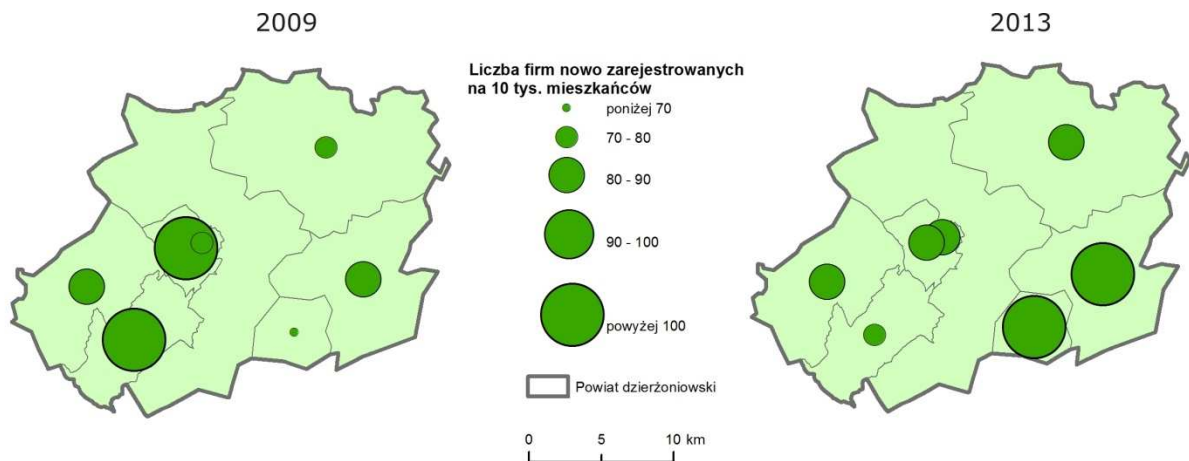 2009
2013
Liczba firm nowo zarejestrowanych
na 10 tys. mieszkańców
poniżej 70
70 - 80
80 - 90
90 - 100
powyżej 100
Powiat dzierżoniowski
0 5 10 km